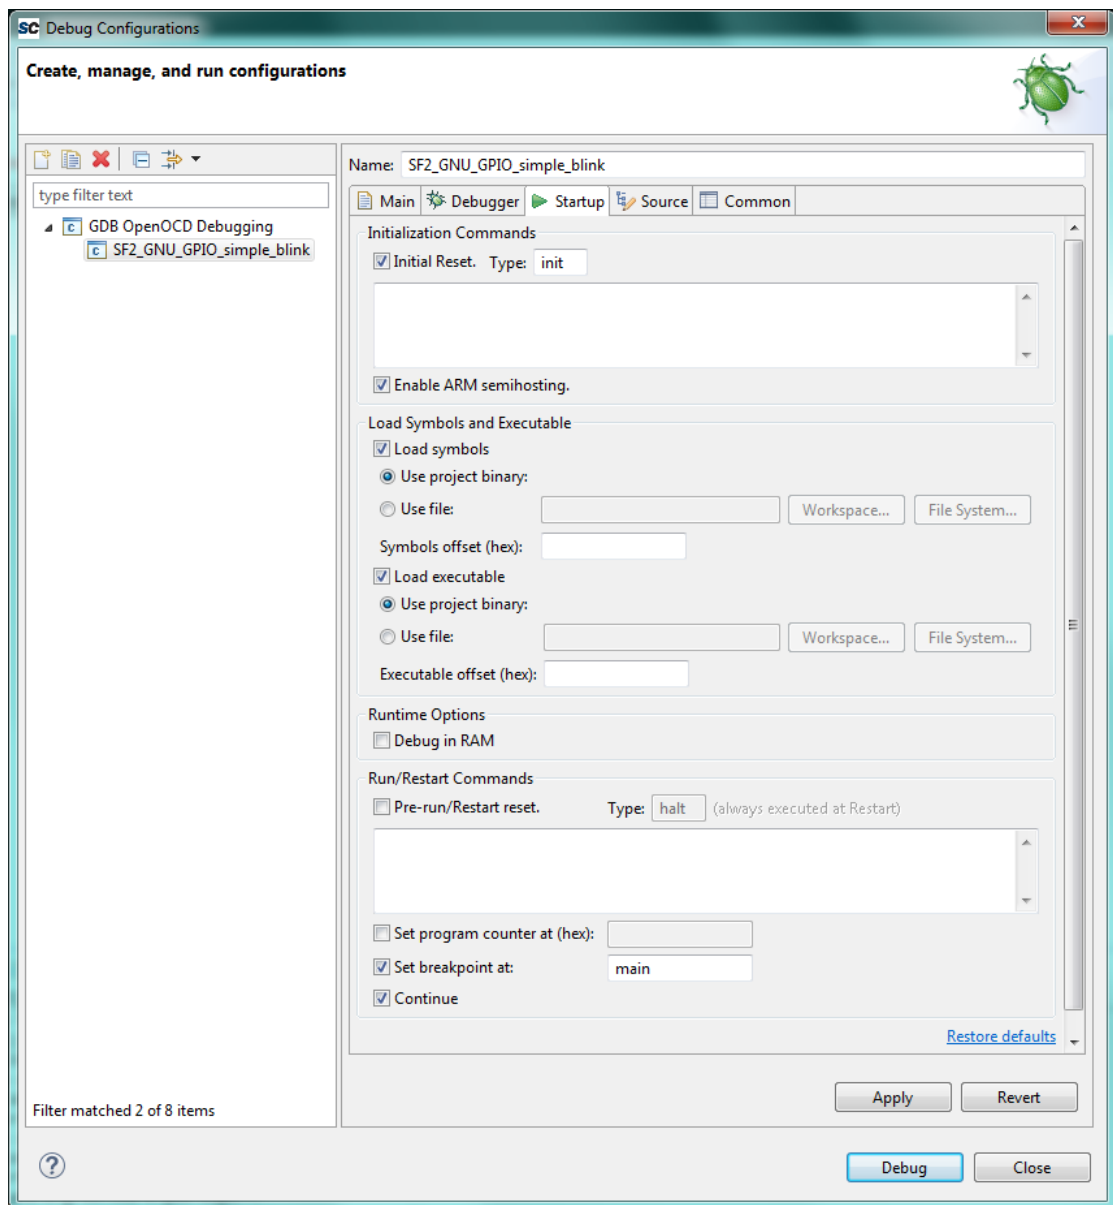 SC Debug Configurations
Create, manage, and run configurations
type filter text
GDB OpenOCD Debugging
SF2_GNU_GPIO_simple_blink
Filter matched 2 of 8 items
Name: SF2_GNU_GPIO_simple_blink
Main Debugger Startup Source Common
Initialization Commands
Initial Reset. Type: init
Enable ARM semihosting.
Load Symbols and Executable
Load symbols
Use project binary:
Use file: Workspace... File System...
Symbols offset (hex):
Load executable
Use project binary:
Use file: Workspace... File System...
Executable offset (hex):
Runtime Options
Debug in RAM
Run/Restart Commands
Pre-run/Restart reset. Type: halt (always executed at Restart)
Set program counter at (hex):
Set breakpoint at: main
Continue
Restore defaults
Apply Revert
Debug Close